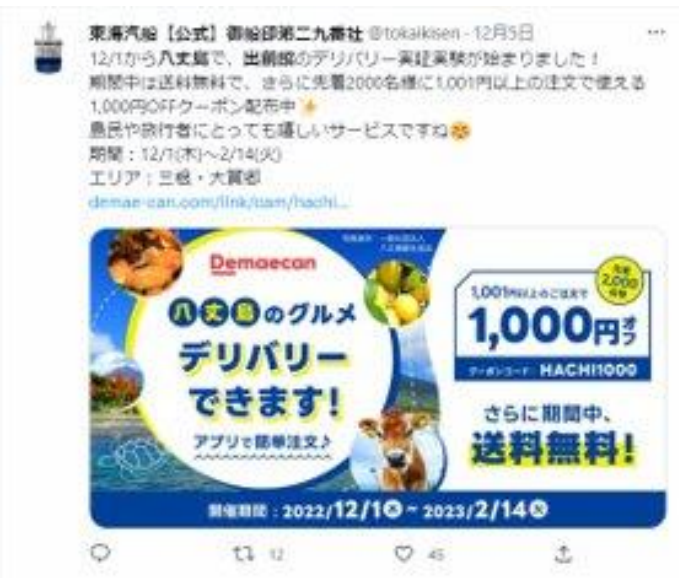 東海汽船【公式】御船印第二九番社 @tokaikisen・12月5日
12/1から八丈島で、出前館のデリバリー実証実験が始まりました！
期間中は送料無料で、さらに先着2000名様に1,001円以上の注文で使える
1,000円OFFクーポン配布中✨
島民や旅行者にとっても嬉しいサービスですね
期間：12/1(木)～2/14(火)
エリア：三根・大賀郷
demae-can.com/link/cam/hachi...
Demaecan
八丈島のグルメ
デリバリー
できます!
アプリで簡単注文♪
先着
2,000
名様
1,001円以上のご注文で
1,000円オフ
クーポンコード：HACHI1000
さらに期間中、
送料無料!
開催期間：2022/12/1木～2023/2/14火
12
45